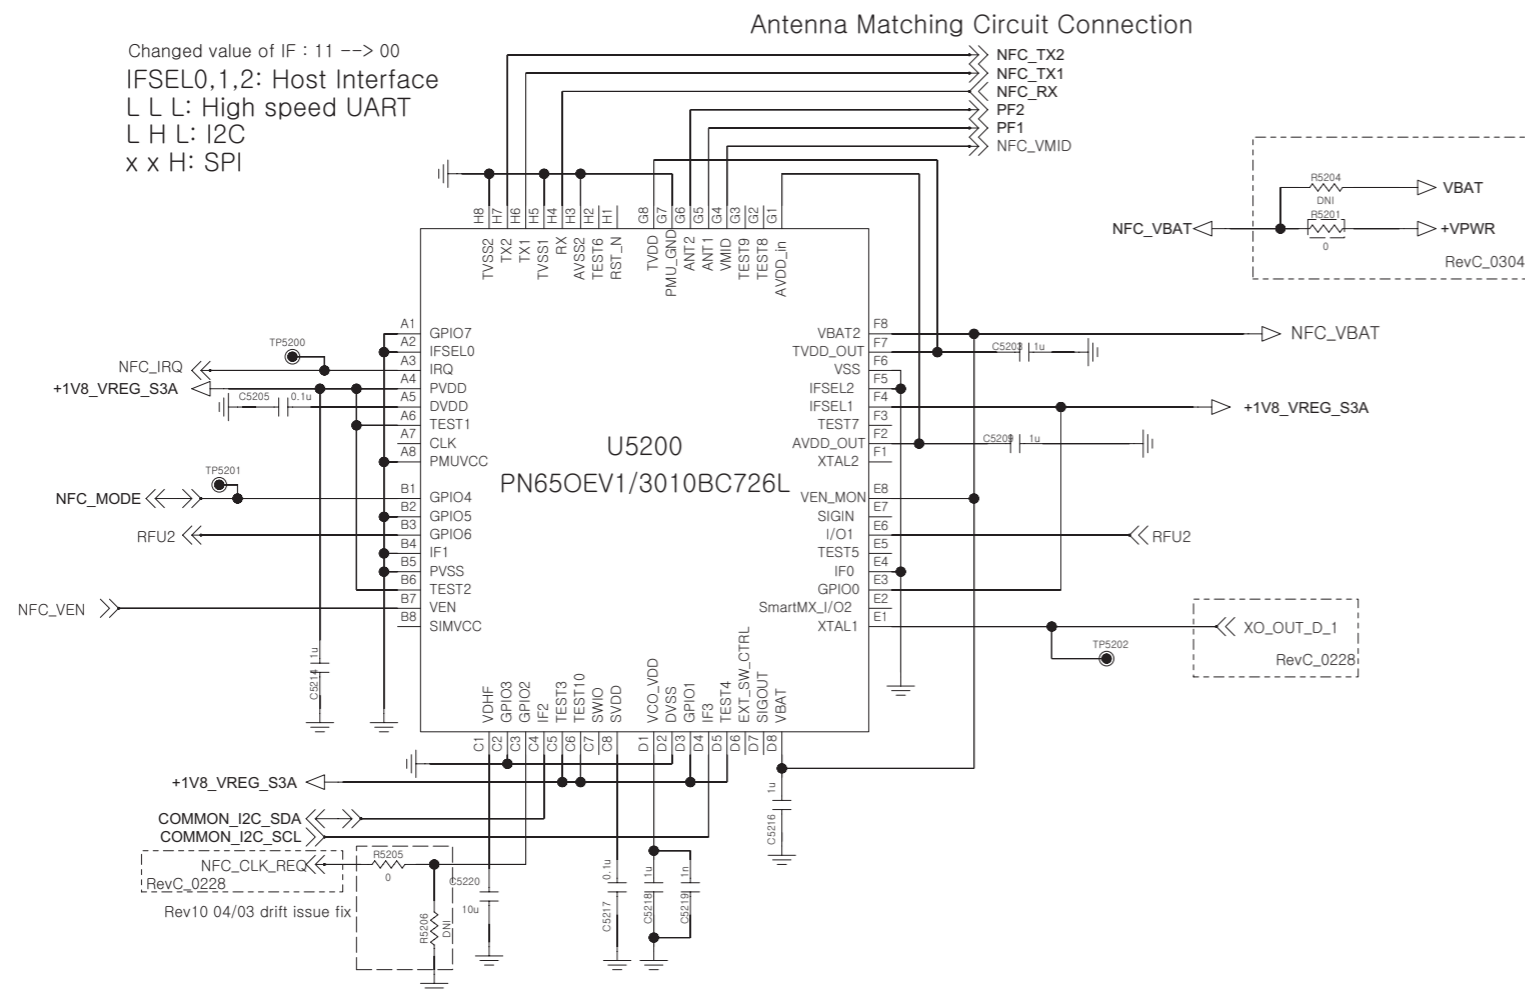 Antenna Matching Circuit Connection
Changed value of IF : 11 --> 00
IFSEL0,1,2: Host Interface
L L L: High speed UART
L H L: I2C
x x H: SPI
NFC_TX2
NFC_TX1
NFC_RX
PF2
PF1
NFC_VMID
R5204
DNI
VBAT
NFC_VBAT
R5201
0
+VPWR
RevC_0304
H8 H7 H6 H5 H4 H3 H2 H1 G8 G7 G6 G5 G4 G3 G2 G1
TVSS2 TX2 TX1 TVSS1 RX AVSS2 TEST6 RST_N TVDD PMU_GND ANT2 ANT1 VMID TEST9 TEST8 AVDD_in
U5200
PN65OEV1/3010BC726L
TP5200
NFC_IRQ
+1V8_VREG_S3A
C5205 0.1u
TP5201
NFC_MODE
RFU2
NFC_VEN
A1 GPIO7
A2 IFSEL0
A3 IRQ
A4 PVDD
A5 DVDD
A6 TEST1
A7 CLK
A8 PMUVCC
B1 GPIO4
B2 GPIO5
B3 GPIO6
B4 IF1
B5 PVSS
B6 TEST2
B7 VEN
B8 SIMVCC
VBAT2 F8
TVDD_OUT F7
VSS F6
IFSEL2 F5
IFSEL1 F4
TEST7 F3
AVDD_OUT F2
XTAL2 F1
VEN_MON E8
SIGIN E7
I/O1 E6
TEST5 E5
IF0 E4
GPIO0 E3
SmartMX_I/O2 E2
XTAL1 E1
NFC_VBAT
C5203 1u
+1V8_VREG_S3A
C5209 1u
RFU2
XO_OUT_D_1
RevC_0228
TP5202
C5214 1u
VDHF GPIO3 GPIO2 IF2 TEST3 TEST10 SWIO SVDD VCO_VDD DVSS GPIO1 IF3 TEST4 EXT_SW_CTRL SIGOUT VBAT
C1 C2 C3 C4 C5 C6 C7 C8 D1 D2 D3 D4 D5 D6 D7 D8
+1V8_VREG_S3A
COMMON_I2C_SDA
COMMON_I2C_SCL
NFC_CLK_REQ
RevC_0228
R5205
0
Rev10 04/03 drift issue fix
R5206
DNI
C5220
10u
C5217 0.1u
C5218 1u
C5219 1n
C5216 1u